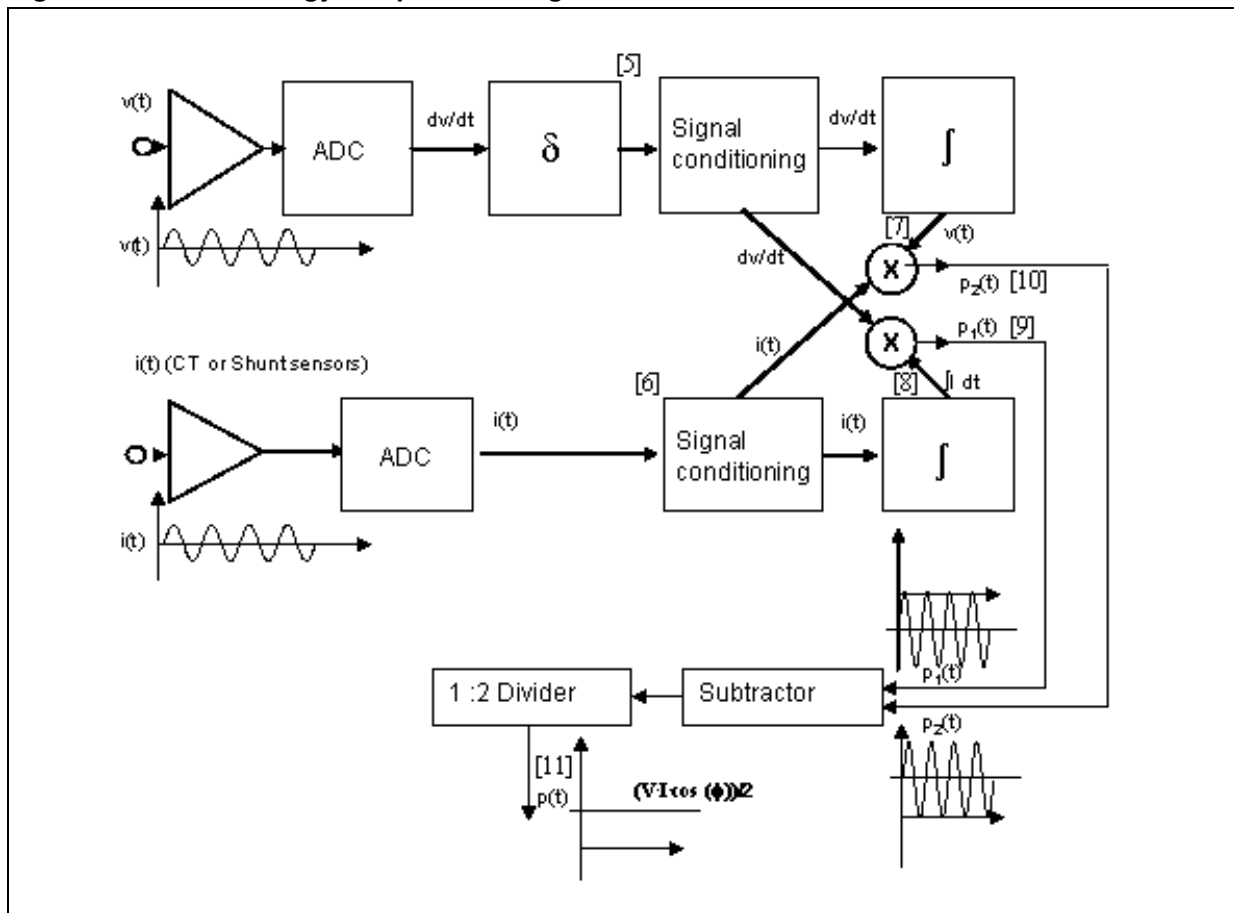 [5]
v(t)
ADC
dv/dt
δ
Signal
conditioning
dv/dt
∫
v(t)
dv/dt
[7]
v(t)
X
p₂(t) [10]
i(t)
X
p₁(t) [9]
i(t) (CT or Shunt sensors)
[6]
[8]
∫I dt
ADC
i(t)
Signal
conditioning
i(t)
∫
i(t)
p₁(t)
1 :2 Divider
Subtractor
p₂(t)
[11]
p(t)
(V·I cos (ϕ))/2